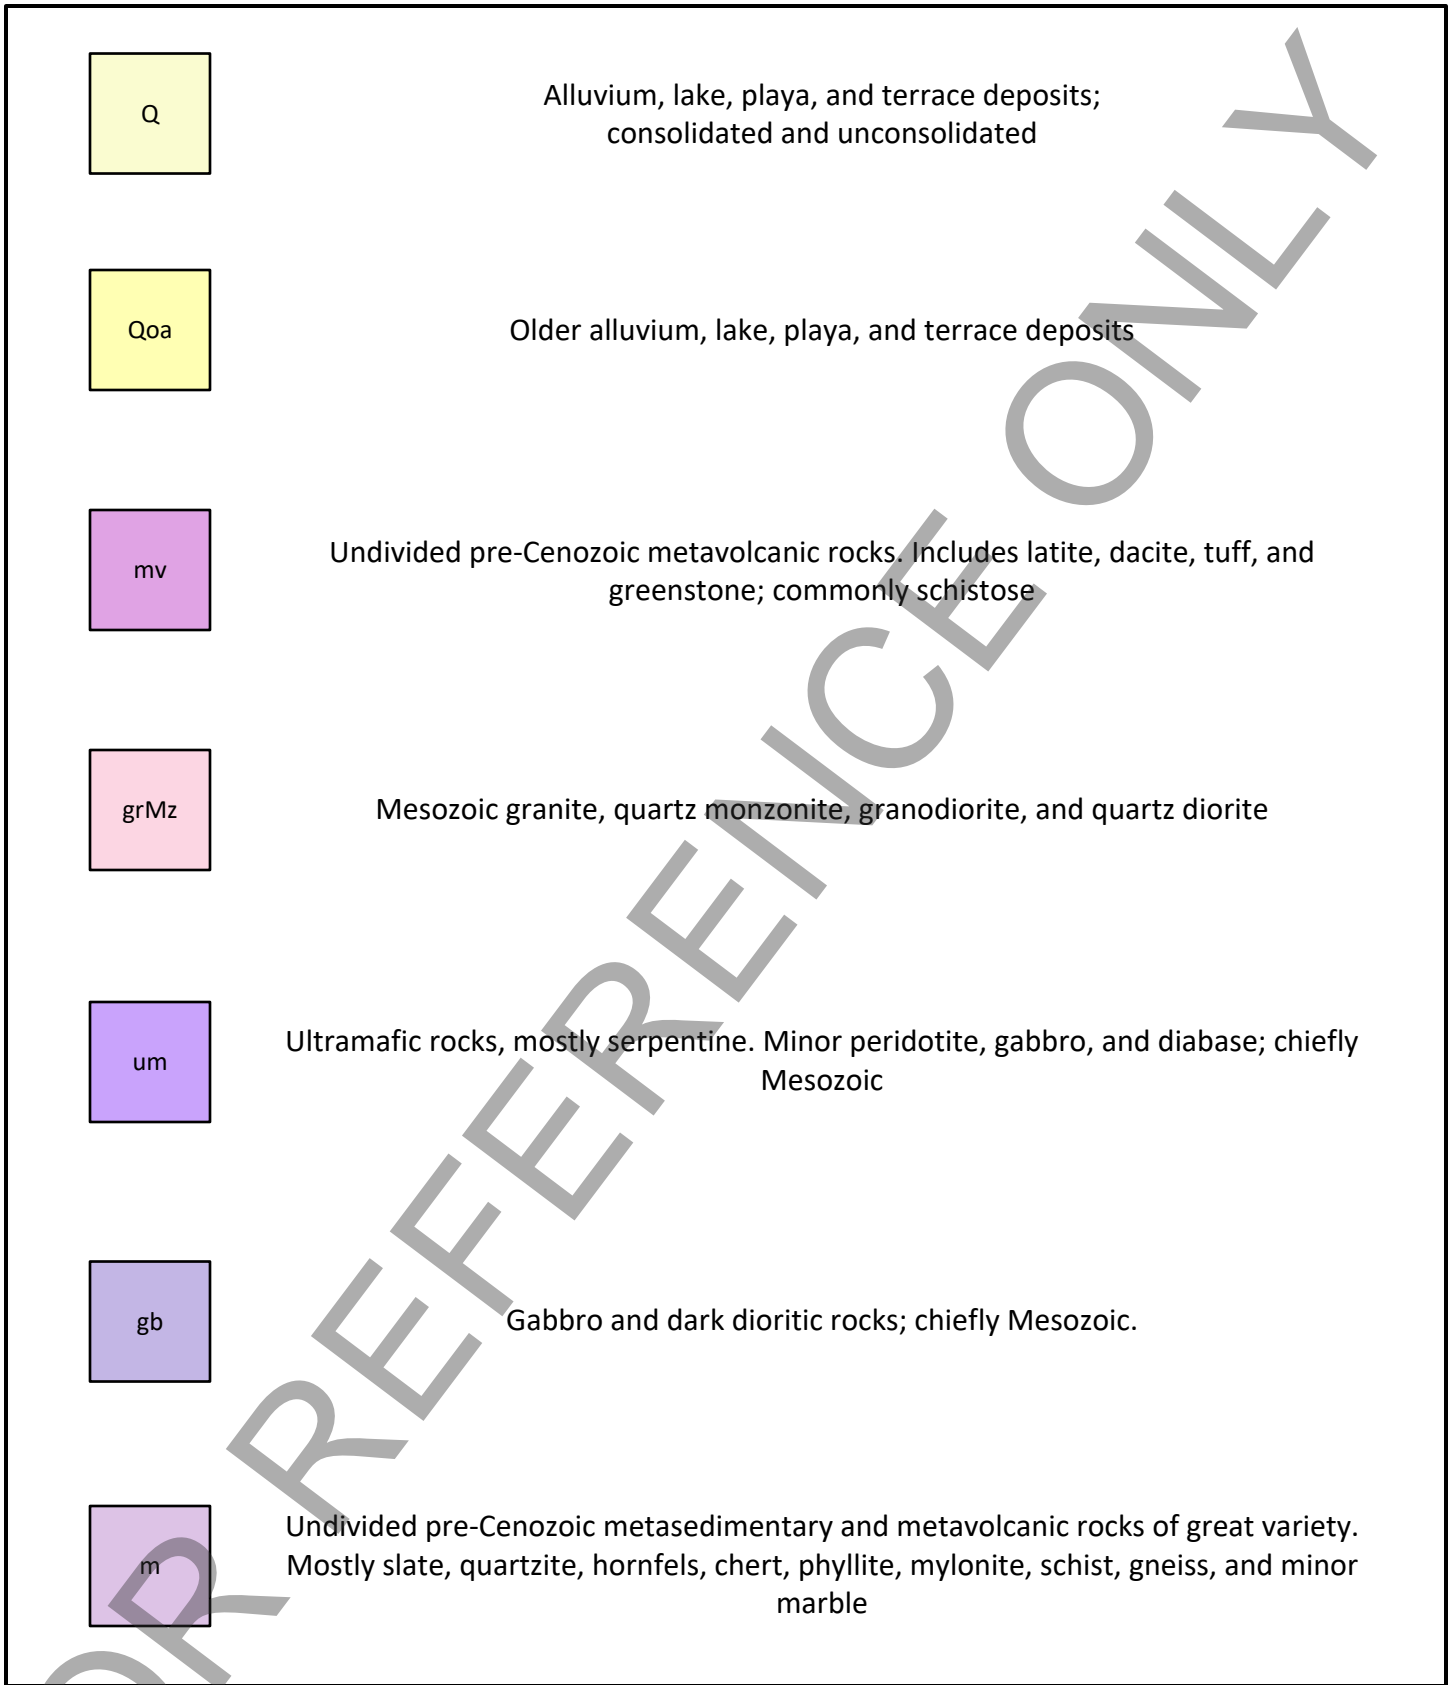 Q
Alluvium, lake, playa, and terrace deposits;
consolidated and unconsolidated
Qoa
Older alluvium, lake, playa, and terrace deposits
mv
Undivided pre-Cenozoic metavolcanic rocks. Includes latite, dacite, tuff, and
greenstone; commonly schistose
grMz
Mesozoic granite, quartz monzonite, granodiorite, and quartz diorite
um
Ultramafic rocks, mostly serpentine. Minor peridotite, gabbro, and diabase; chiefly
Mesozoic
gb
Gabbro and dark dioritic rocks; chiefly Mesozoic.
m
Undivided pre-Cenozoic metasedimentary and metavolcanic rocks of great variety.
Mostly slate, quartzite, hornfels, chert, phyllite, mylonite, schist, gneiss, and minor
marble
OR REFERENCE ONLY